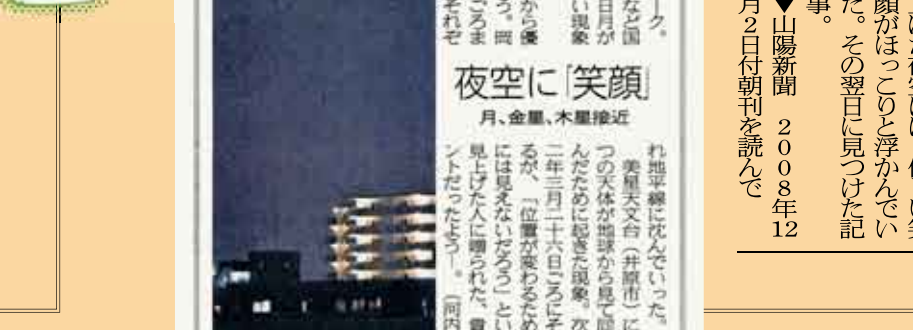 顔がほっこりと浮かんでい
た。その翌日に見つけた記
事。
▼山陽新聞　2008年12
月2日付朝刊を読んで
夜空に「笑顔」
月、金星、木星接近
ーク。
など国
日月が
い現象
から優
う。岡
ごろま
それぞ
れ地平線に沈んでいった。
美星天文台（井原市）に
つの天体が地球から見て同
んだために起きた現象。次
二年三月二十六日ごろにそ
るが、「位置が変わるため
には見えないだろう」とい
見上げた人に贈られた、貴
ントだったよう―。（河内